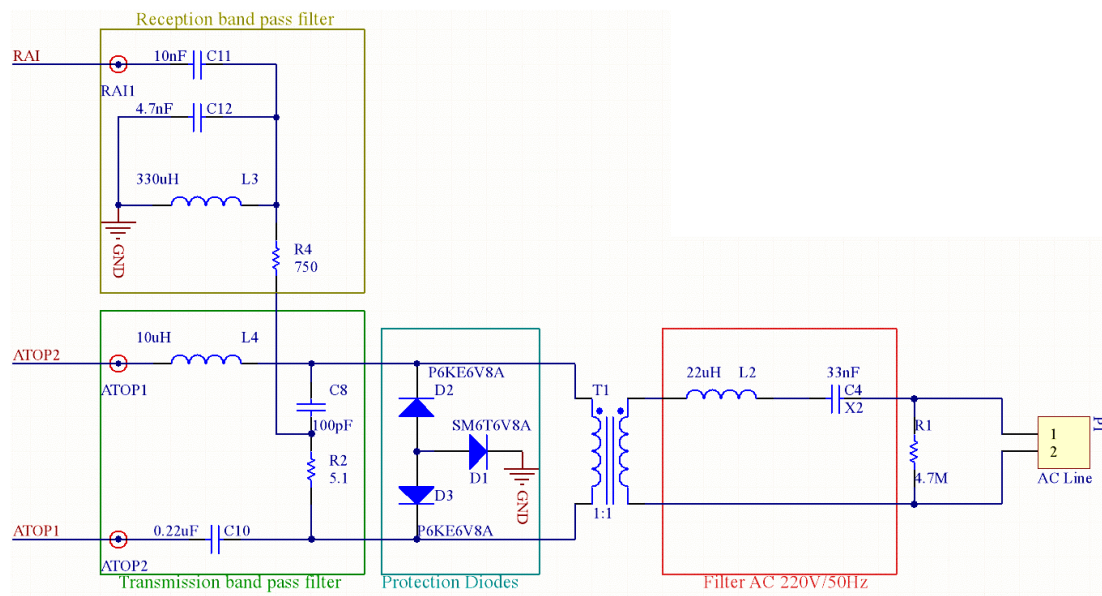 Reception band pass filter
RAI
10nF C11
RAI1
4.7nF C12
330uH L3
GND
R4
750
10uH L4
ATOP2
ATOP1
C8
100pF
R2
5.1
ATOP1
0.22uF C10
ATOP2
Transmission band pass filter
P6KE6V8A
D2
SM6T6V8A
D1
GND
D3
P6KE6V8A
Protection Diodes
T1
1:1
22uH L2
33nF
C4
X2
R1
4.7M
Filter AC 220V/50Hz
P1
1
2
AC Line